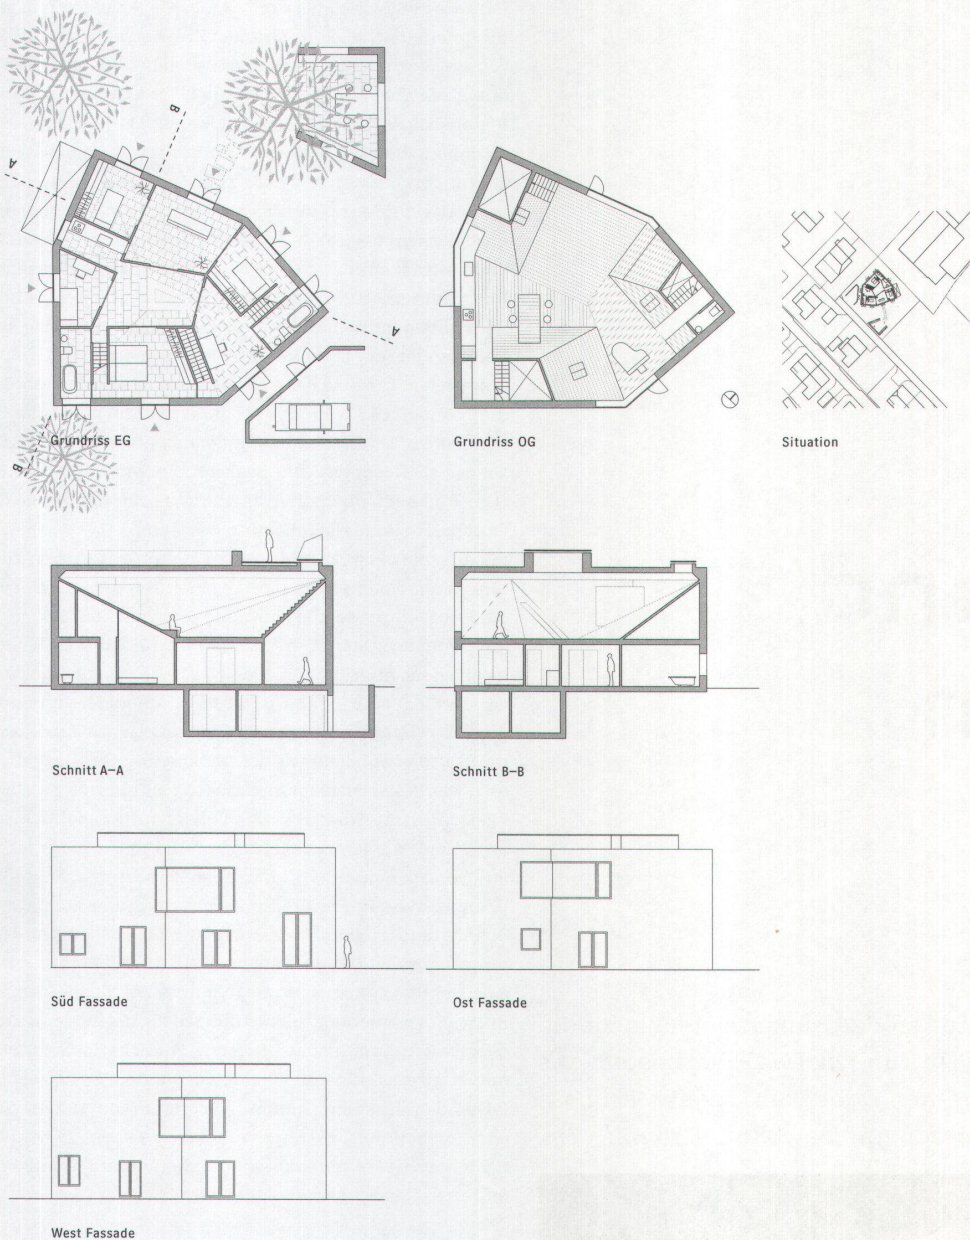 B
A
A
B
Grundriss EG
Grundriss OG
Situation
Schnitt A–A
Schnitt B–B
Süd Fassade
Ost Fassade
West Fassade